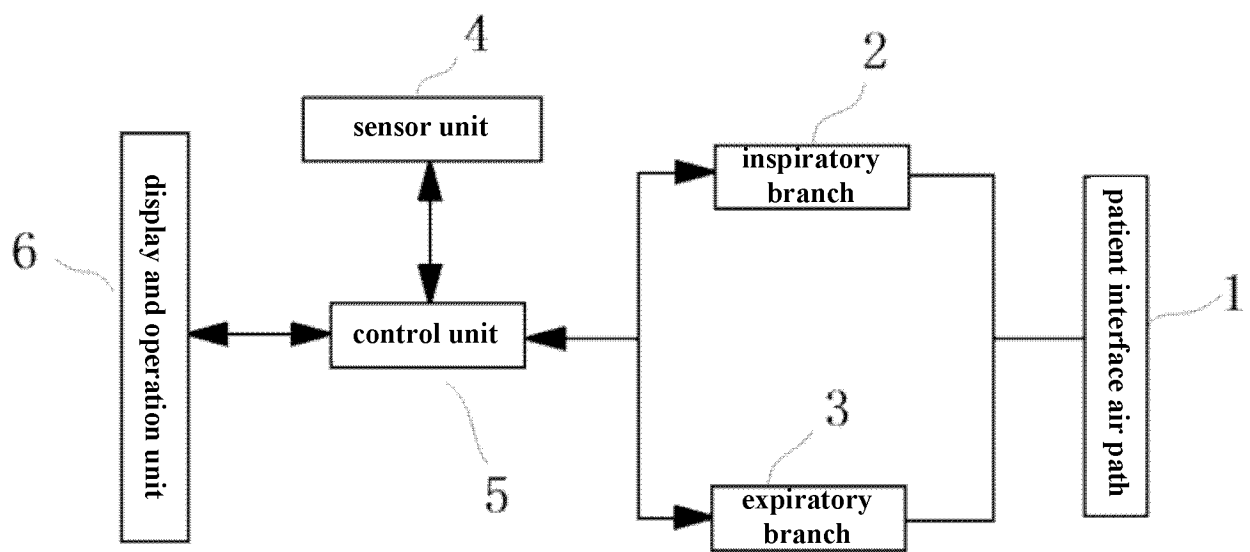 4
sensor unit
2
inspiratory
branch
6
display and operation unit
control unit
5
3
expiratory
branch
patient interface air path
1